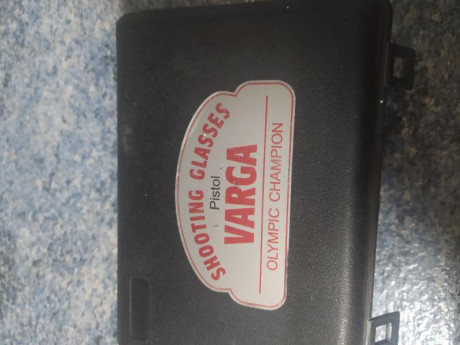 SHOOTING GLASSES
Pistol
VARGA
OLYMPIC CHAMPION